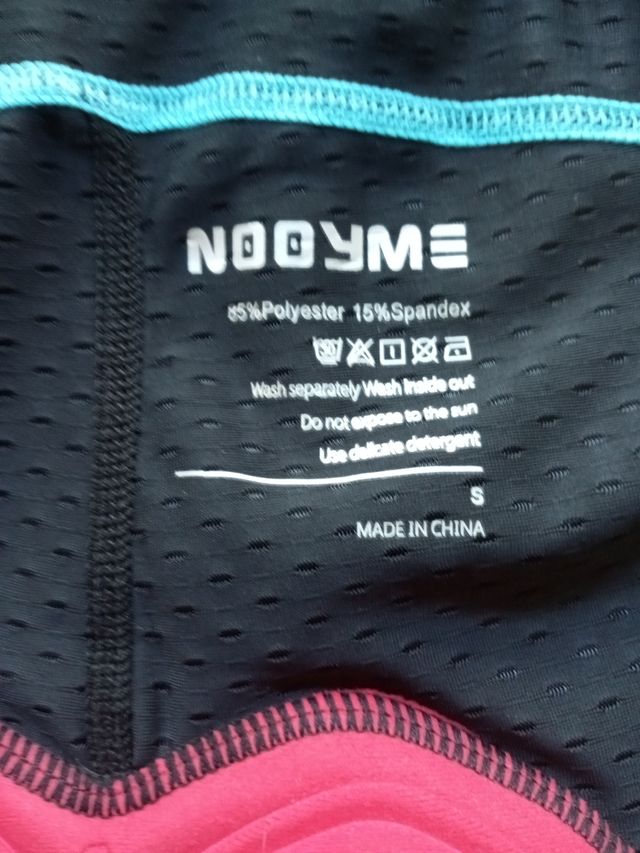 NOOYME
85%Polyester 15%Spandex
Wash separately Wash Inside out
Do not expose to the sun
Use delicate detergent
S
MADE IN CHINA